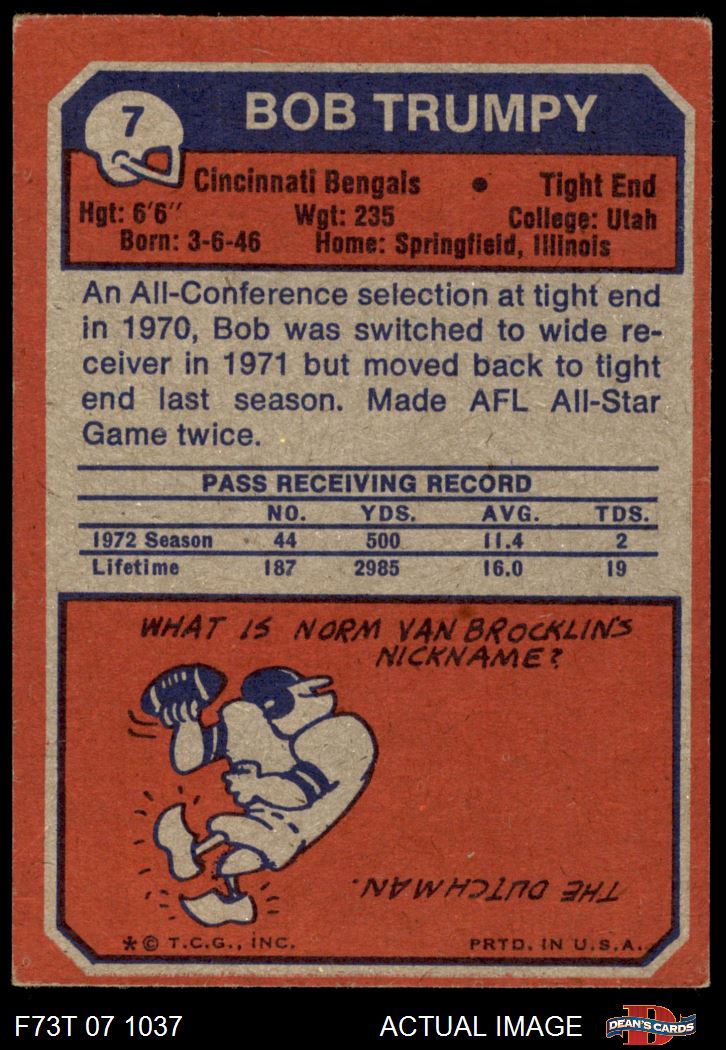 7
BOB TRUMPY
Cincinnati Bengals • Tight End
Hgt: 6'6" Wgt: 235 College: Utah
Born: 3-6-46 Home: Springfield, Illinois
An All-Conference selection at tight end
in 1970, Bob was switched to wide re-
ceiver in 1971 but moved back to tight
end last season. Made AFL All-Star
Game twice.
PASS RECEIVING RECORD
NO. YDS. AVG. TDS.
1972 Season 44 500 11.4 2
Lifetime 187 2985 16.0 19
WHAT IS NORM VAN BROCKLIN'S
NICKNAME?
THE DUTCHMAN.
*© T.C.G., INC. PRTD. IN U.S.A.
F73T 07 1037 ACTUAL IMAGE D DEAN'S CARDS